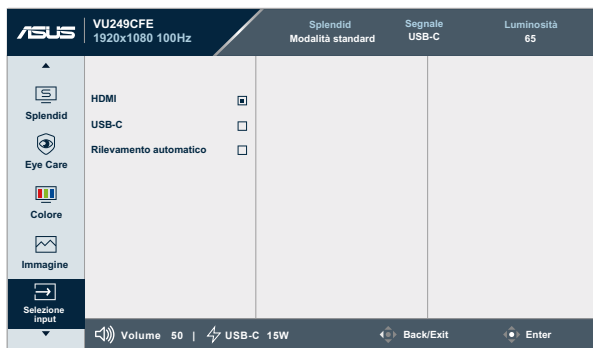 ASUS
VU249CFE
1920x1080 100Hz
Splendid
Modalità standard
Segnale
USB-C
Luminosità
65
Splendid
Eye Care
Colore
Immagine
Selezione
input
HDMI
USB-C
Rilevamento automatico
Volume 50 | USB-C 15W
Back/Exit
Enter